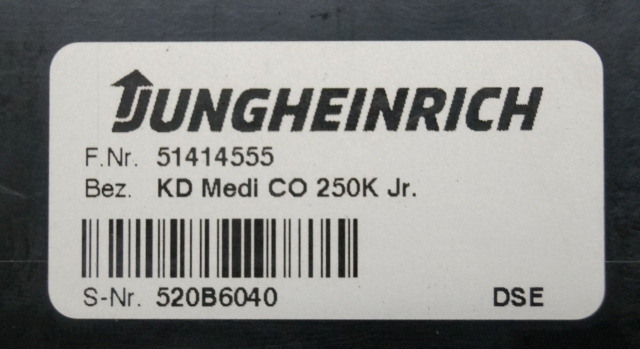 JUNGHEINRICH
F.Nr. 51414555
Bez. KD Medi CO 250K Jr.
S-Nr. 520B6040 DSE